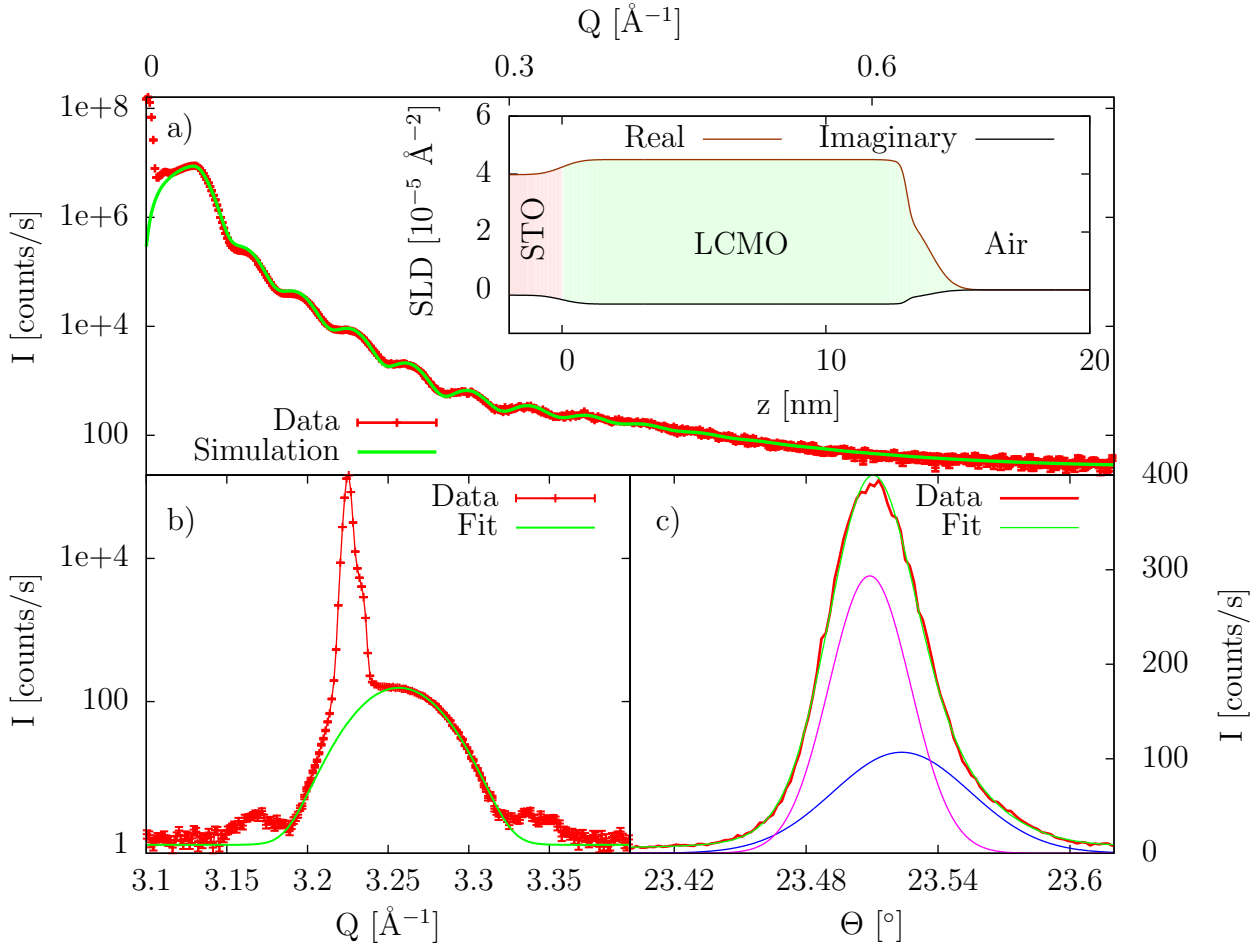 Q [Å⁻¹]
0 0.3 0.6
1e+8
1e+6
1e+4
100
I [counts/s]
a)
SLD [10⁻⁵ Å⁻²]
6
4
2
0
Real
Imaginary
STO
LCMO
Air
0 10 20
z [nm]
Data
Simulation
b)
Data
Fit
1e+4
100
1
I [counts/s]
3.1 3.15 3.2 3.25 3.3 3.35
Q [Å⁻¹]
c)
Data
Fit
400
300
200
100
0
I [counts/s]
23.42 23.48 23.54 23.6
Θ [°]